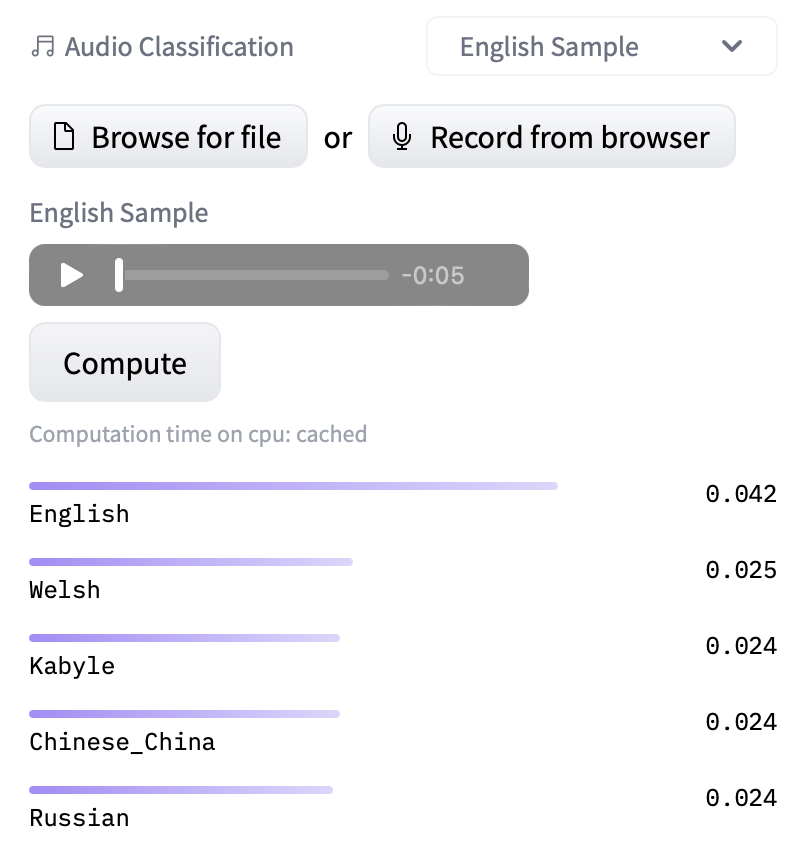 Audio Classification
English Sample
Browse for file or Record from browser
English Sample
-0:05
Compute
Computation time on cpu: cached
English 0.042
Welsh 0.025
Kabyle 0.024
Chinese_China 0.024
Russian 0.024